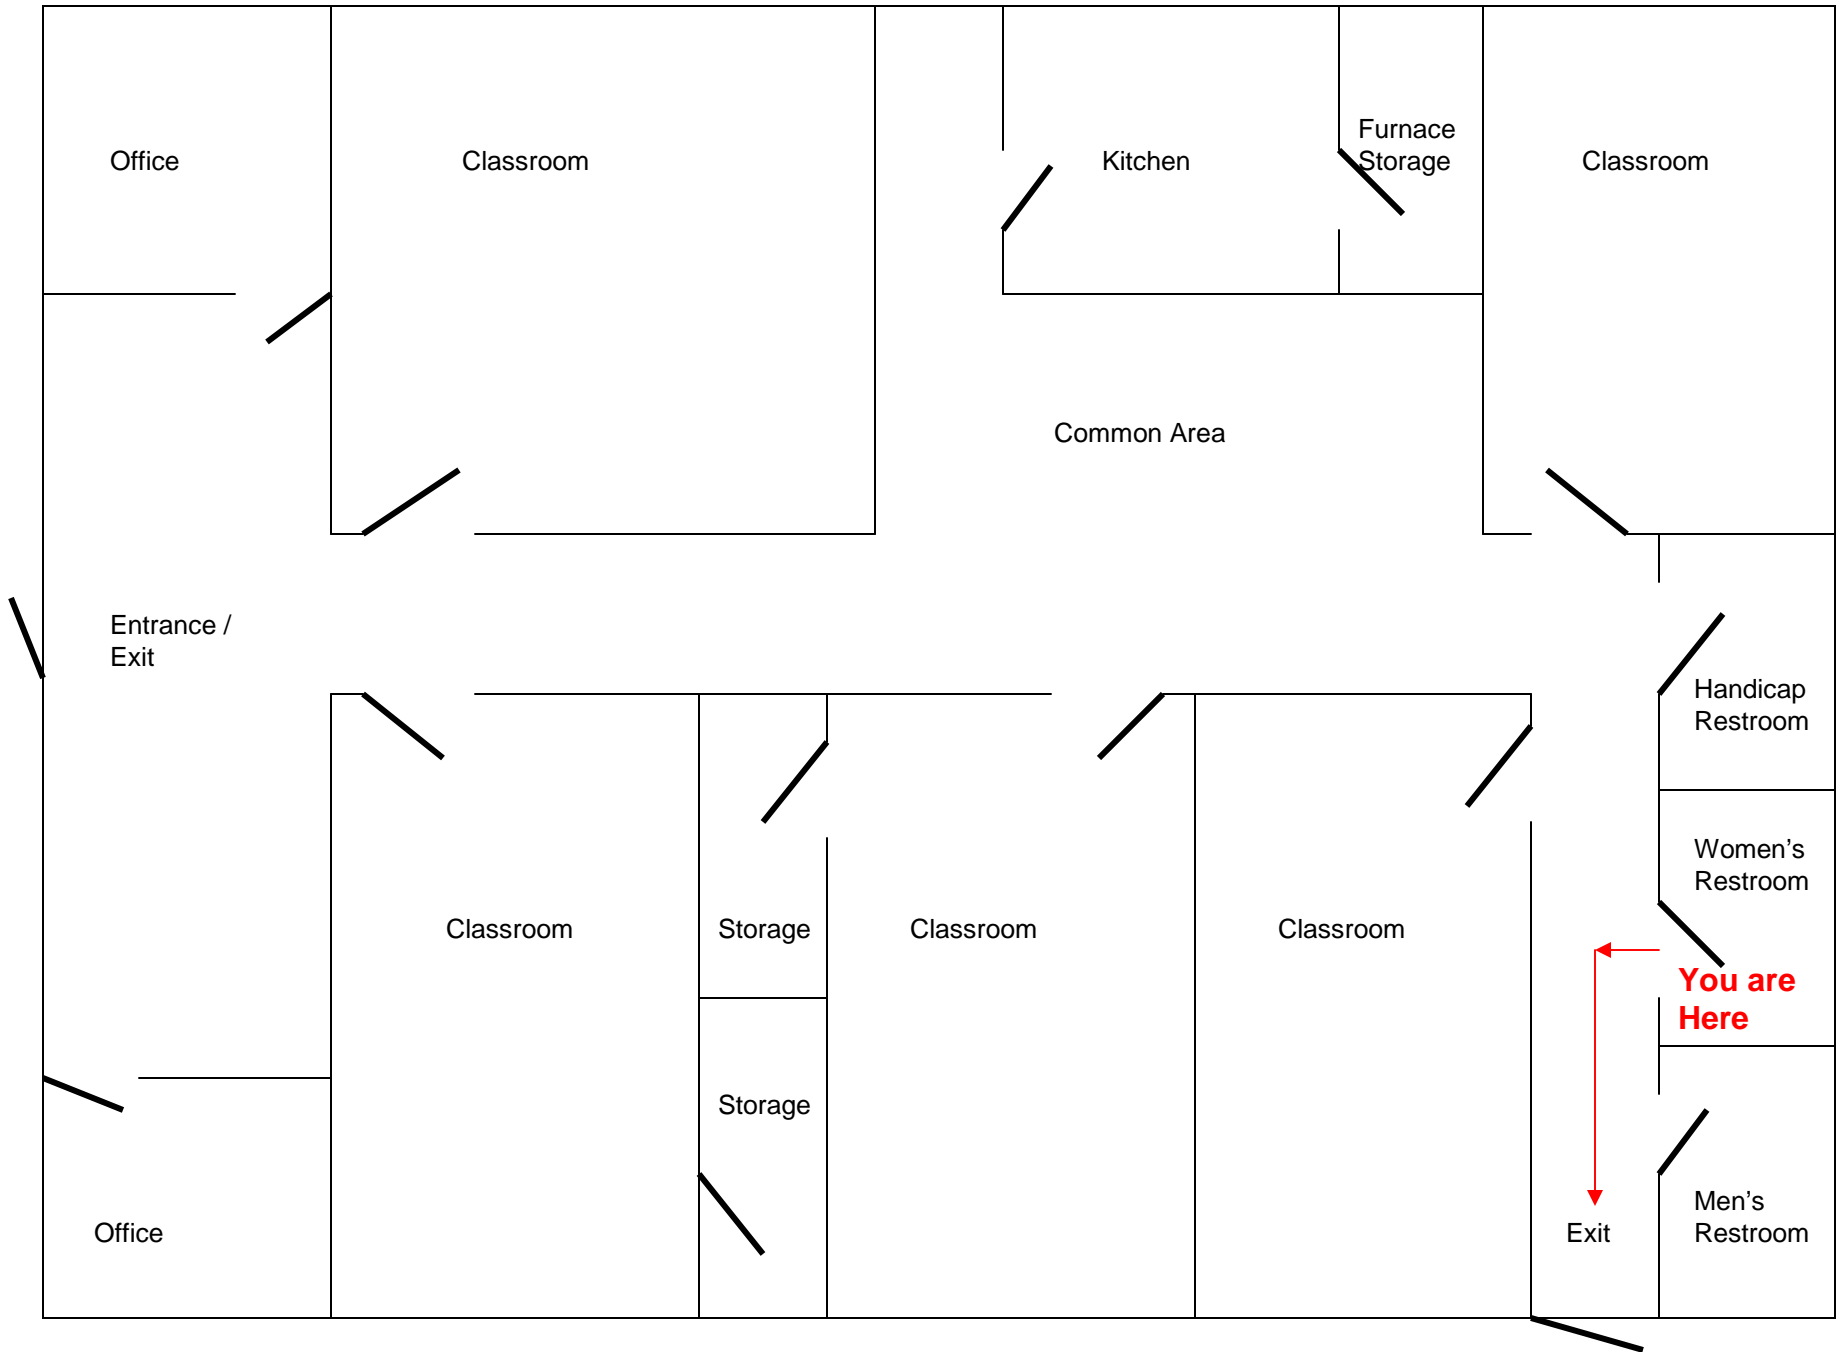 Office
Classroom
Kitchen
Furnace
Storage
Classroom
Common Area
Entrance /
Exit
Handicap
Restroom
Women’s
Restroom
Classroom
Storage
Classroom
Classroom
You are
Here
Storage
Office
Exit
Men’s
Restroom